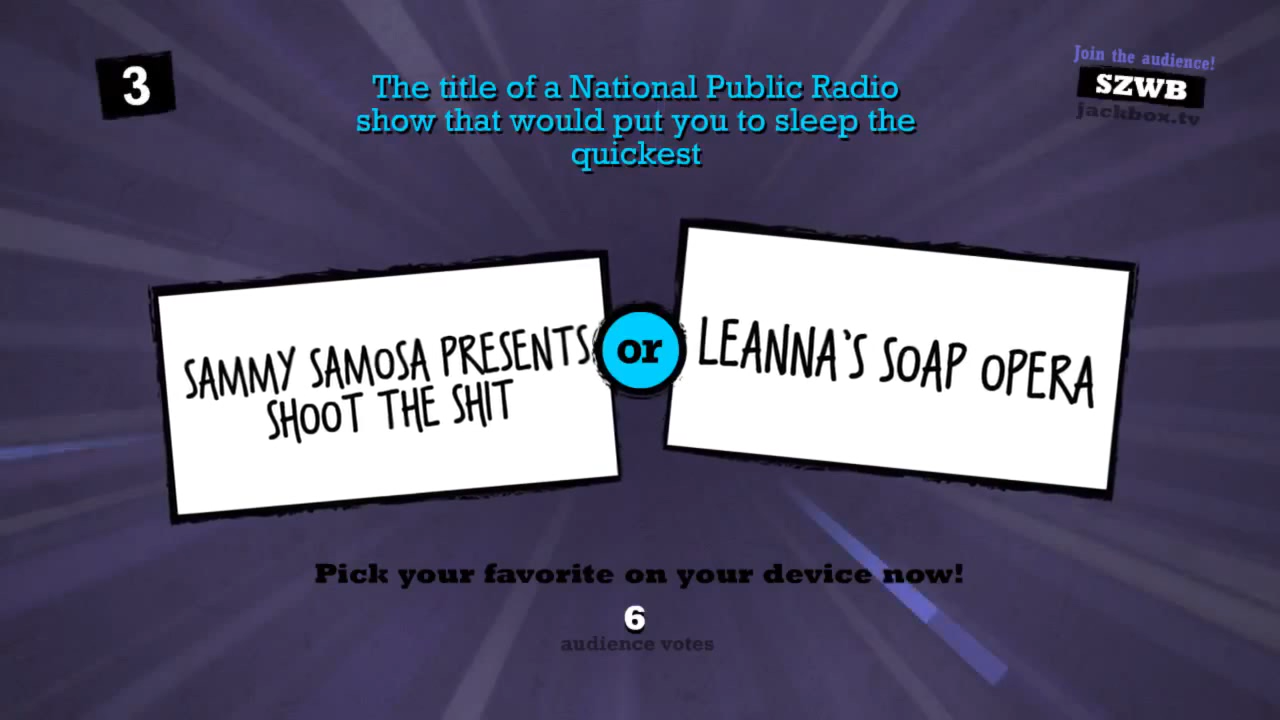 3
The title of a National Public Radio
show that would put you to sleep the
quickest
Join the audience!
SZWB
jackbox.tv
SAMMY SAMOSA PRESENTS
SHOOT THE SHIT
or
LEANNA'S SOAP OPERA
Pick your favorite on your device now!
6
audience votes